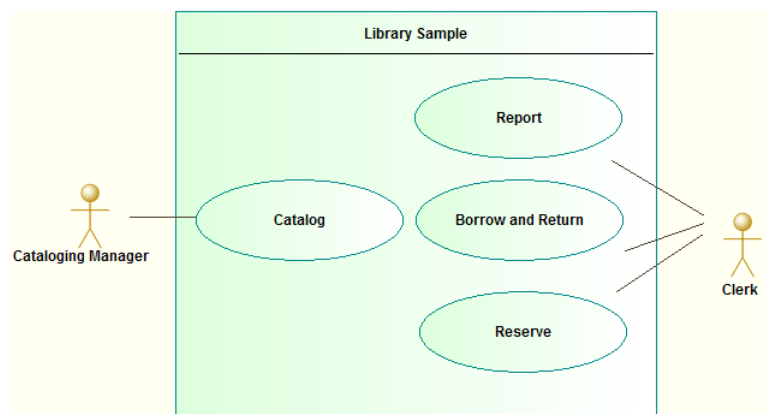 Library Sample
Report
Catalog
Borrow and Return
Cataloging Manager
Clerk
Reserve